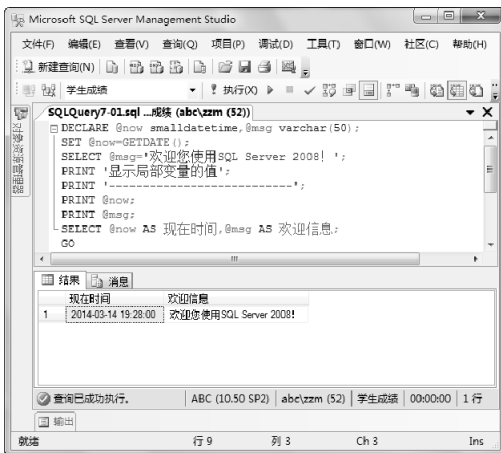 Microsoft SQL Server Management Studio
文件(F) 编辑(E) 查看(V) 查询(Q) 项目(P) 调试(D) 工具(T) 窗口(W) 社区(C) 帮助(H)
新建查询(N)
学生成绩 执行(X)
SQLQuery7-01.sql ...成绩 (abc\zzm (52))
DECLARE @now smalldatetime,@msg varchar(50);
SET @now=GETDATE();
SELECT @msg='欢迎您使用SQL Server 2008! ';
PRINT '显示局部变量的值';
PRINT '----------------------------';
PRINT @now;
PRINT @msg;
SELECT @now AS 现在时间,@msg AS 欢迎信息;
GO
对象资源管理器
结果 消息
现在时间 欢迎信息
1 2014-03-14 19:28:00 欢迎您使用SQL Server 2008!
查询已成功执行。 ABC (10.50 SP2) abc\zzm (52) 学生成绩 00:00:00 1 行
输出
就绪 行 9 列 3 Ch 3 Ins